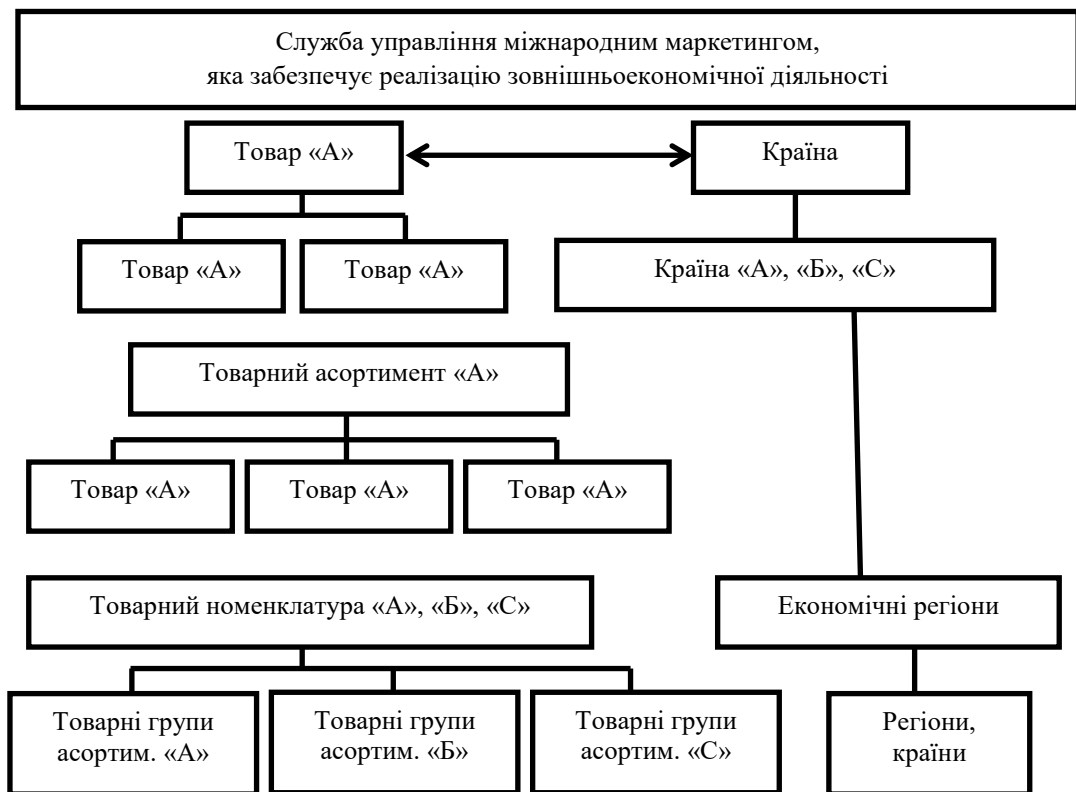 Служба управління міжнародним маркетингом,
яка забезпечує реалізацію зовнішньоекономічної діяльності
Товар «А»
Країна
Товар «А»
Товар «А»
Країна «А», «Б», «С»
Товарний асортимент «А»
Товар «А»
Товар «А»
Товар «А»
Товарний номенклатура «А», «Б», «С»
Економічні регіони
Товарні групи
асортим. «А»
Товарні групи
асортим. «Б»
Товарні групи
асортим. «С»
Регіони,
країни